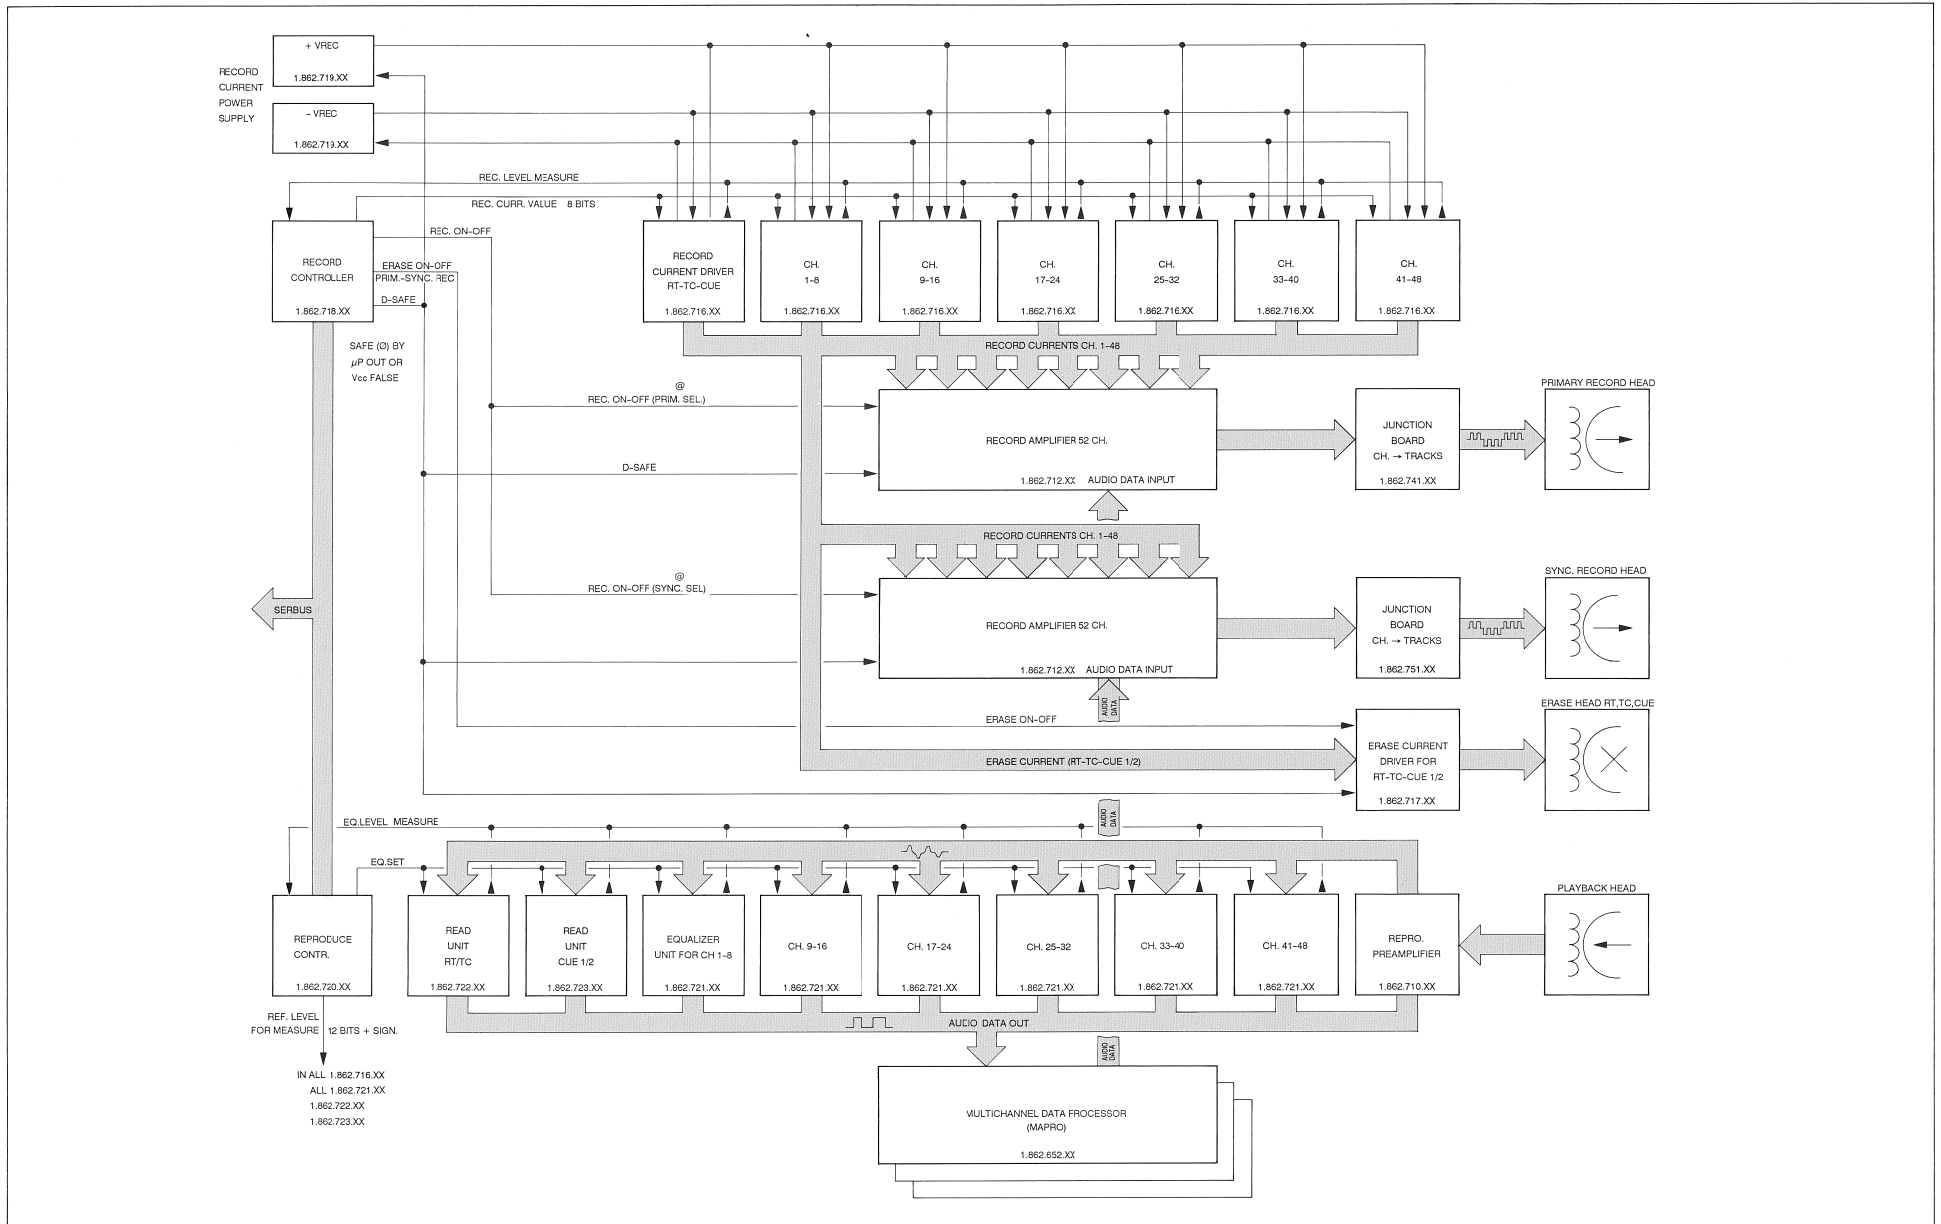 + VREC
1.862.719.XX
RECORD
CURRENT
POWER
SUPPLY
- VREC
1.862.719.XX
REC. LEVEL MEASURE
REC. CURR. VALUE 8 BITS
RECORD
CONTROLLER
1.862.718.XX
REC. ON-OFF
ERASE ON-OFF
PRIM.-SYNC. REC
D-SAFE
SAFE (Ø) BY
µP OUT OR
Vcc FALSE
RECORD
CURRENT DRIVER
RT-TC-CUE
1.862.716.XX
CH.
1-8
1.862.716.XX
CH.
9-16
1.862.716.XX
CH.
17-24
1.862.716.XX
CH.
25-32
1.862.716.XX
CH.
33-40
1.862.716.XX
CH.
41-48
1.862.716.XX
RECORD CURRENTS CH. 1-48
@
REC. ON-OFF (PRIM. SEL.)
D-SAFE
RECORD AMPLIFIER 52 CH.
1.862.712.XX AUDIO DATA INPUT
JUNCTION
BOARD
CH. → TRACKS
1.862.741.XX
PRIMARY RECORD HEAD
RECORD CURRENTS CH. 1-48
@
REC. ON-OFF (SYNC. SEL)
RECORD AMPLIFIER 52 CH.
1.862.712.XX AUDIO DATA INPUT
AUDIO
DATA
JUNCTION
BOARD
CH. → TRACKS
1.862.751.XX
SYNC. RECORD HEAD
SERBUS
ERASE ON-OFF
ERASE CURRENT (RT-TC-CUE 1/2)
ERASE CURRENT
DRIVER FOR
RT-TC-CUE 1/2
1.862.717.XX
ERASE HEAD RT,TC,CUE
AUDIO
DATA
EQ.LEVEL MEASURE
EQ.SET
REPRODUCE
CONTR.
1.862.720.XX
READ
UNIT
RT/TC
1.862.722.XX
READ
UNIT
CUE 1/2
1.862.723.XX
EQUALIZER
UNIT FOR CH 1-8
1.862.721.XX
CH. 9-16
1.862.721.XX
CH. 17-24
1.862.721.XX
CH. 25-32
1.862.721.XX
CH. 33-40
1.862.721.XX
CH. 41-48
1.862.721.XX
REPRO.
PREAMPLIFIER
1.862.710.XX
PLAYBACK HEAD
REF. LEVEL
FOR MEASURE 12 BITS + SIGN.
IN ALL 1.862.716.XX
ALL 1.862.721.XX
1.862.722.XX
1.862.723.XX
AUDIO DATA OUT
AUDIO
DATA
MULTICHANNEL DATA PROCESSOR
(MAPRO)
1.862.652.XX